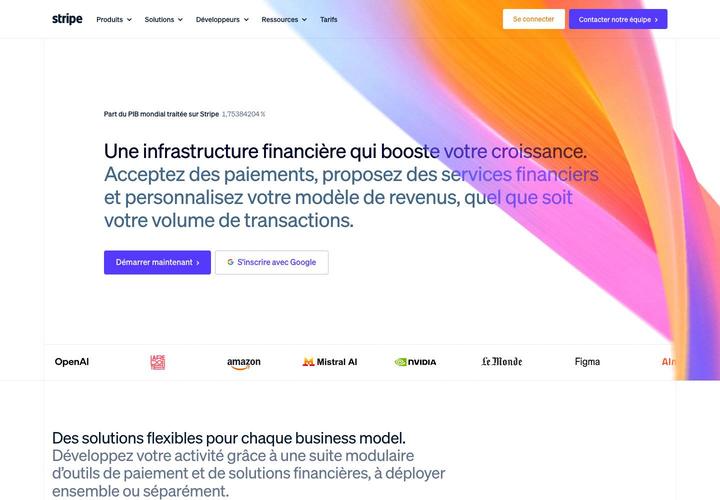 stripe Produits Solutions Développeurs Ressources Tarifs Se connecter Contacter notre équipe
Part du PIB mondial traitée sur Stripe 1,75384204 %
Une infrastructure financière qui booste votre croissance.
Acceptez des paiements, proposez des services financiers
et personnalisez votre modèle de revenus, quel que soit
votre volume de transactions.
Démarrer maintenant S'inscrire avec Google
OpenAI amazon Mistral AI NVIDIA Le Monde Figma
Des solutions flexibles pour chaque business model.
Développez votre activité grâce à une suite modulaire
d'outils de paiement et de solutions financières, à déployer
ensemble ou séparément.